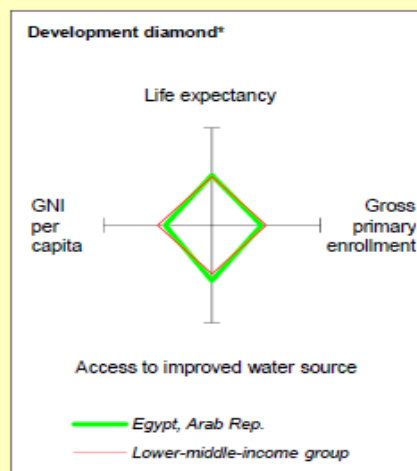 Development diamond*
Life expectancy
GNI
per
capita
Gross
primary
enrollment
Access to improved water source
Egypt, Arab Rep.
Lower-middle-income group